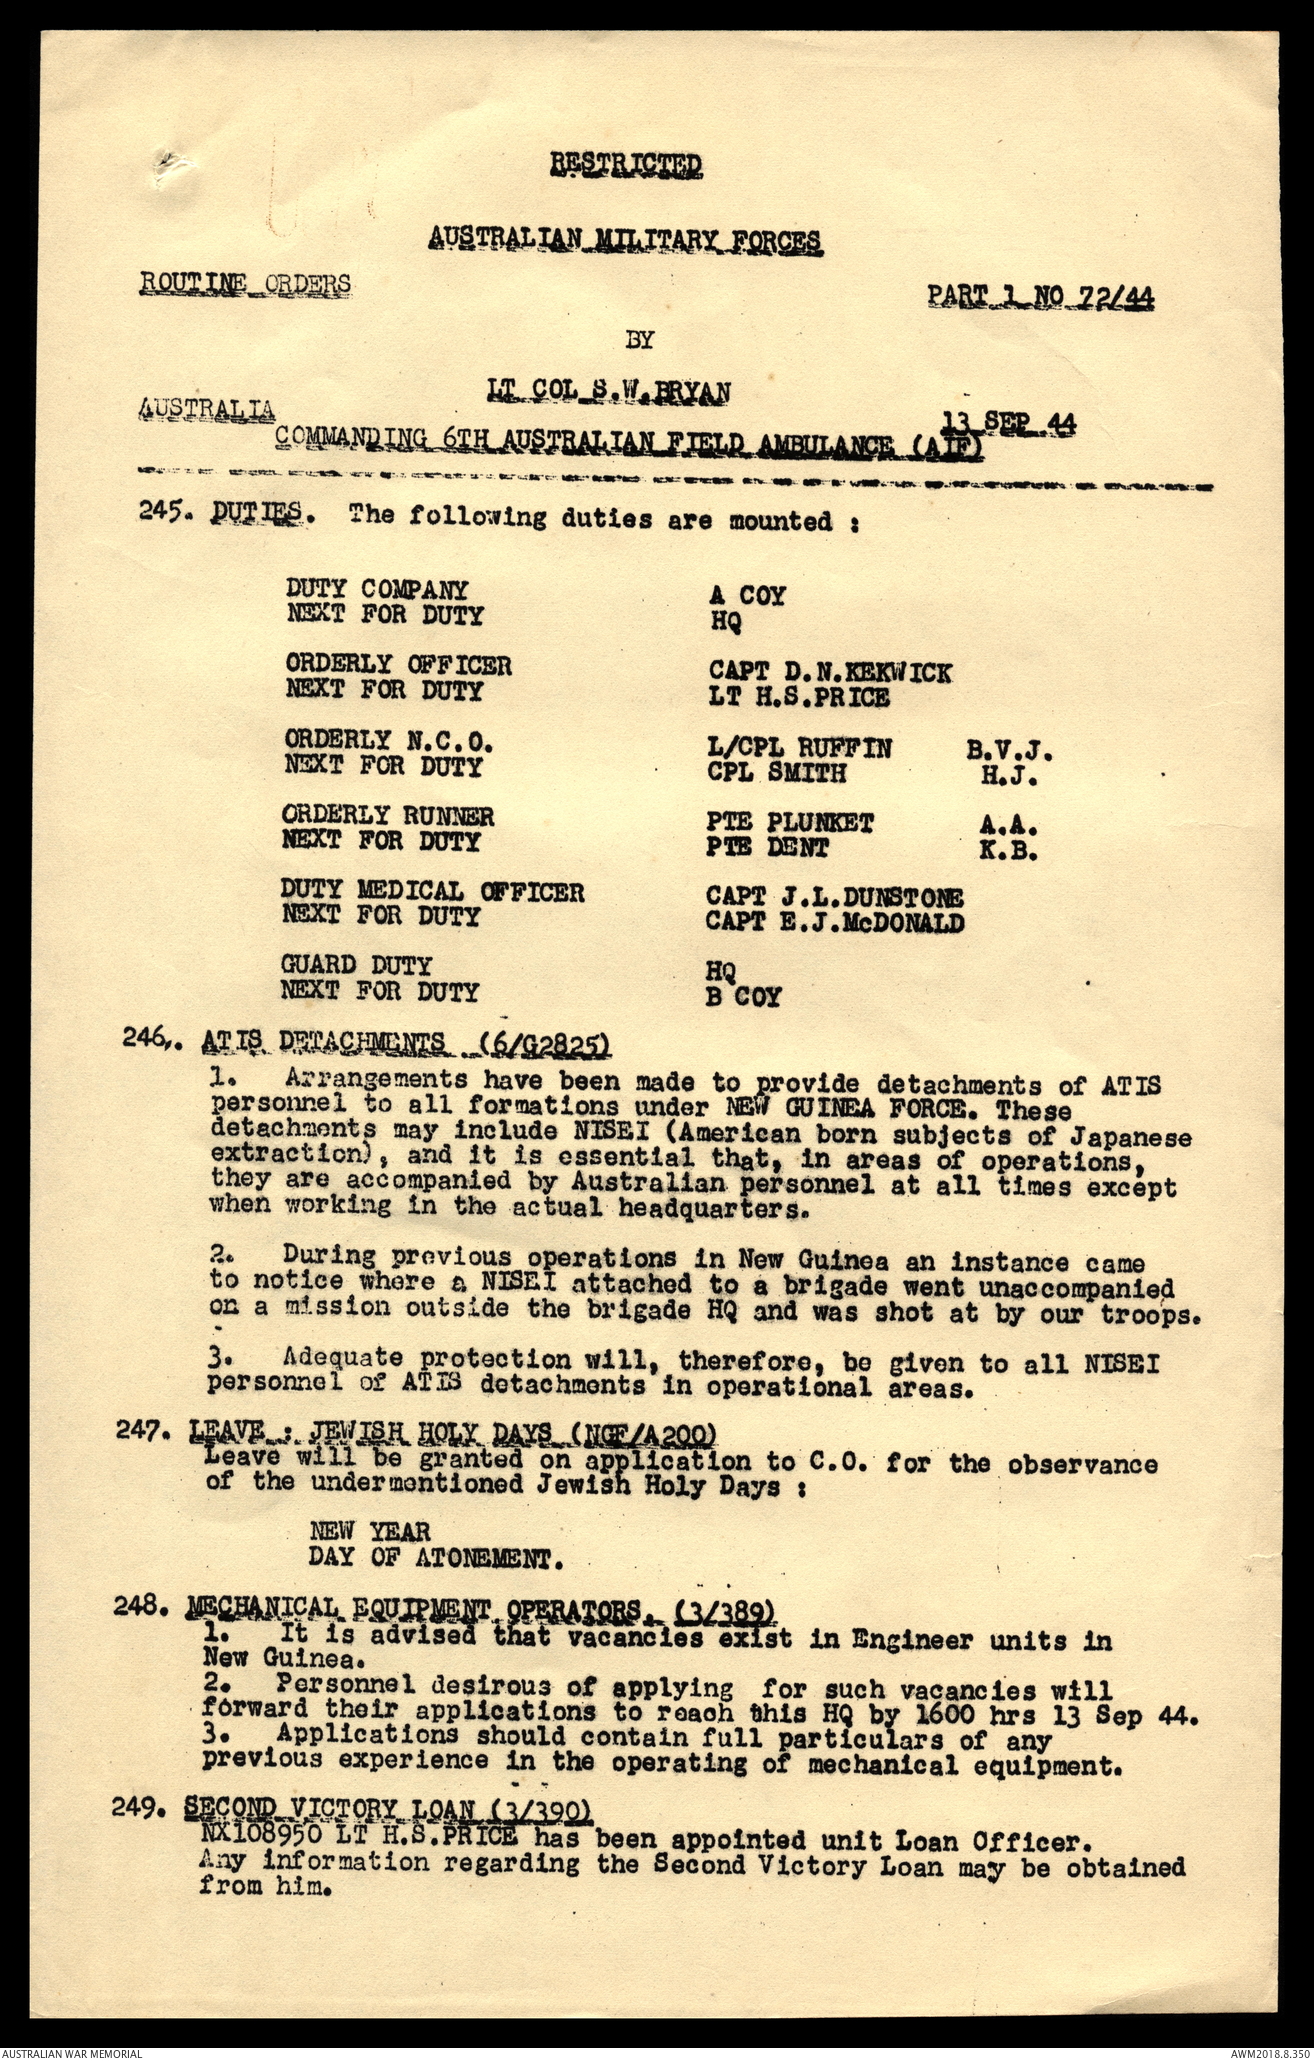 RESTRICTED
AUSTRALIAN MILITARY FORCES
ROUTINE ORDERS
PART 1 NO 72/44
BY
LT COL S.W.BRYAN
AUSTRALIA
13 SEP 44
COMMANDING 6TH AUSTRALIAN FIELD AMBULANCE (AIF)
245. DUTIES. The following duties are mounted :
DUTY COMPANY A COY
NEXT FOR DUTY HQ
ORDERLY OFFICER CAPT D.N.KEKWICK
NEXT FOR DUTY LT H.S.PRICE
ORDERLY N.C.O. L/CPL RUFFIN B.V.J.
NEXT FOR DUTY CPL SMITH H.J.
ORDERLY RUNNER PTE PLUNKET A.A.
NEXT FOR DUTY PTE DENT K.B.
DUTY MEDICAL OFFICER CAPT J.L.DUNSTONE
NEXT FOR DUTY CAPT E.J.McDONALD
GUARD DUTY HQ
NEXT FOR DUTY B COY
246,. ATIS DETACHMENTS (6/G2825)
1. Arrangements have been made to provide detachments of ATIS
personnel to all formations under NEW GUINEA FORCE. These
detachments may include NISEI (American born subjects of Japanese
extraction), and it is essential that, in areas of operations,
they are accompanied by Australian personnel at all times except
when working in the actual headquarters.
2. During previous operations in New Guinea an instance came
to notice where a NISEI attached to a brigade went unaccompanied
on a mission outside the brigade HQ and was shot at by our troops.
3. Adequate protection will, therefore, be given to all NISEI
personnel of ATIS detachments in operational areas.
247. LEAVE : JEWISH HOLY DAYS (NGF/A200)
Leave will be granted on application to C.O. for the observance
of the undermentioned Jewish Holy Days :
NEW YEAR
DAY OF ATONEMENT.
248. MECHANICAL EQUIPMENT OPERATORS. (3/389)
1. It is advised that vacancies exist in Engineer units in
New Guinea.
2. Personnel desirous of applying for such vacancies will
forward their applications to reach this HQ by 1600 hrs 13 Sep 44.
3. Applications should contain full particulars of any
previous experience in the operating of mechanical equipment.
249. SECOND VICTORY LOAN (3/390)
NX108950 LT H.S.PRICE has been appointed unit Loan Officer.
Any information regarding the Second Victory Loan may be obtained
from him.
AUSTRALIAN WAR MEMORIAL
AWM2018.8.350